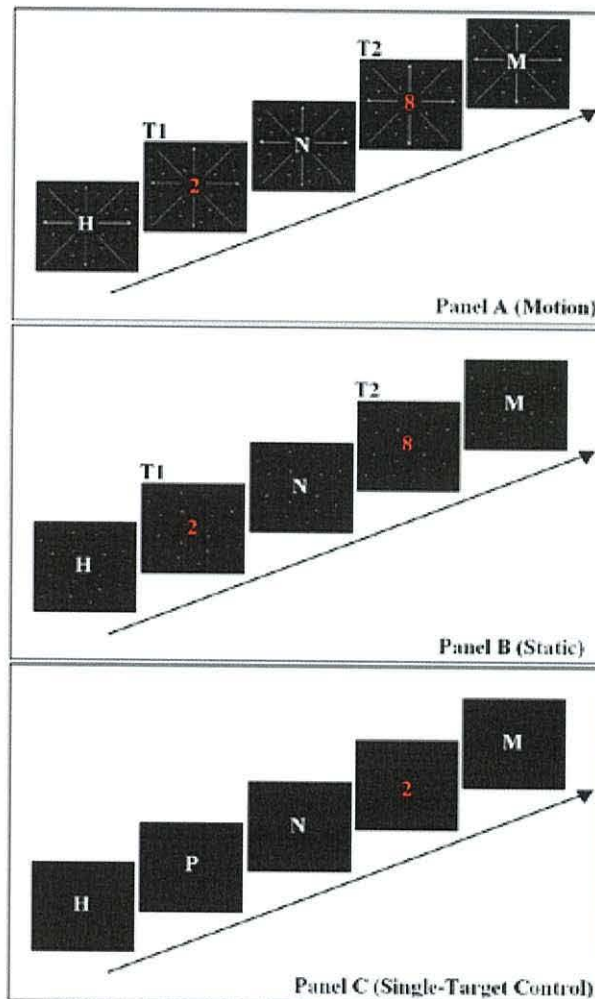 T2
M
8
T1
N
2
H
Panel A (Motion)
T2
M
8
T1
N
2
H
Panel B (Static)
M
2
N
P
H
Panel C (Single-Target Control)